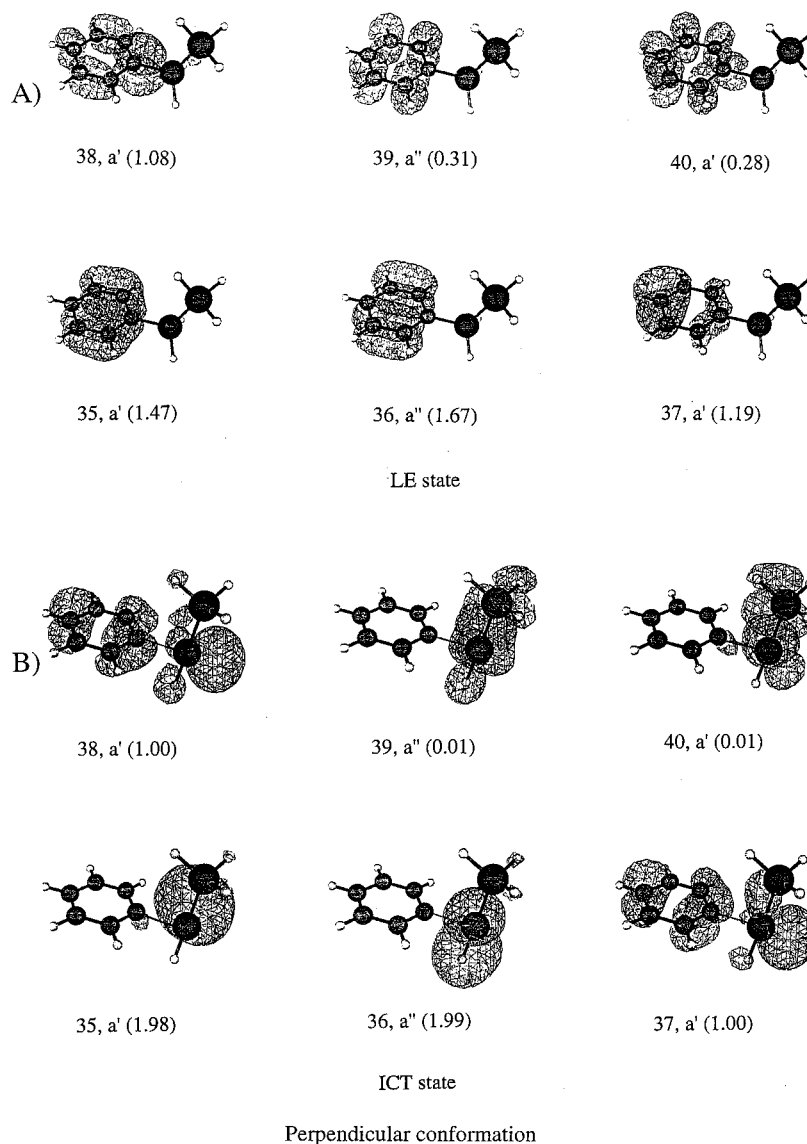 A)
38, a' (1.08) 39, a" (0.31) 40, a' (0.28)
35, a' (1.47) 36, a" (1.67) 37, a' (1.19)
LE state
B)
38, a' (1.00) 39, a" (0.01) 40, a' (0.01)
35, a' (1.98) 36, a" (1.99) 37, a' (1.00)
ICT state
Perpendicular conformation